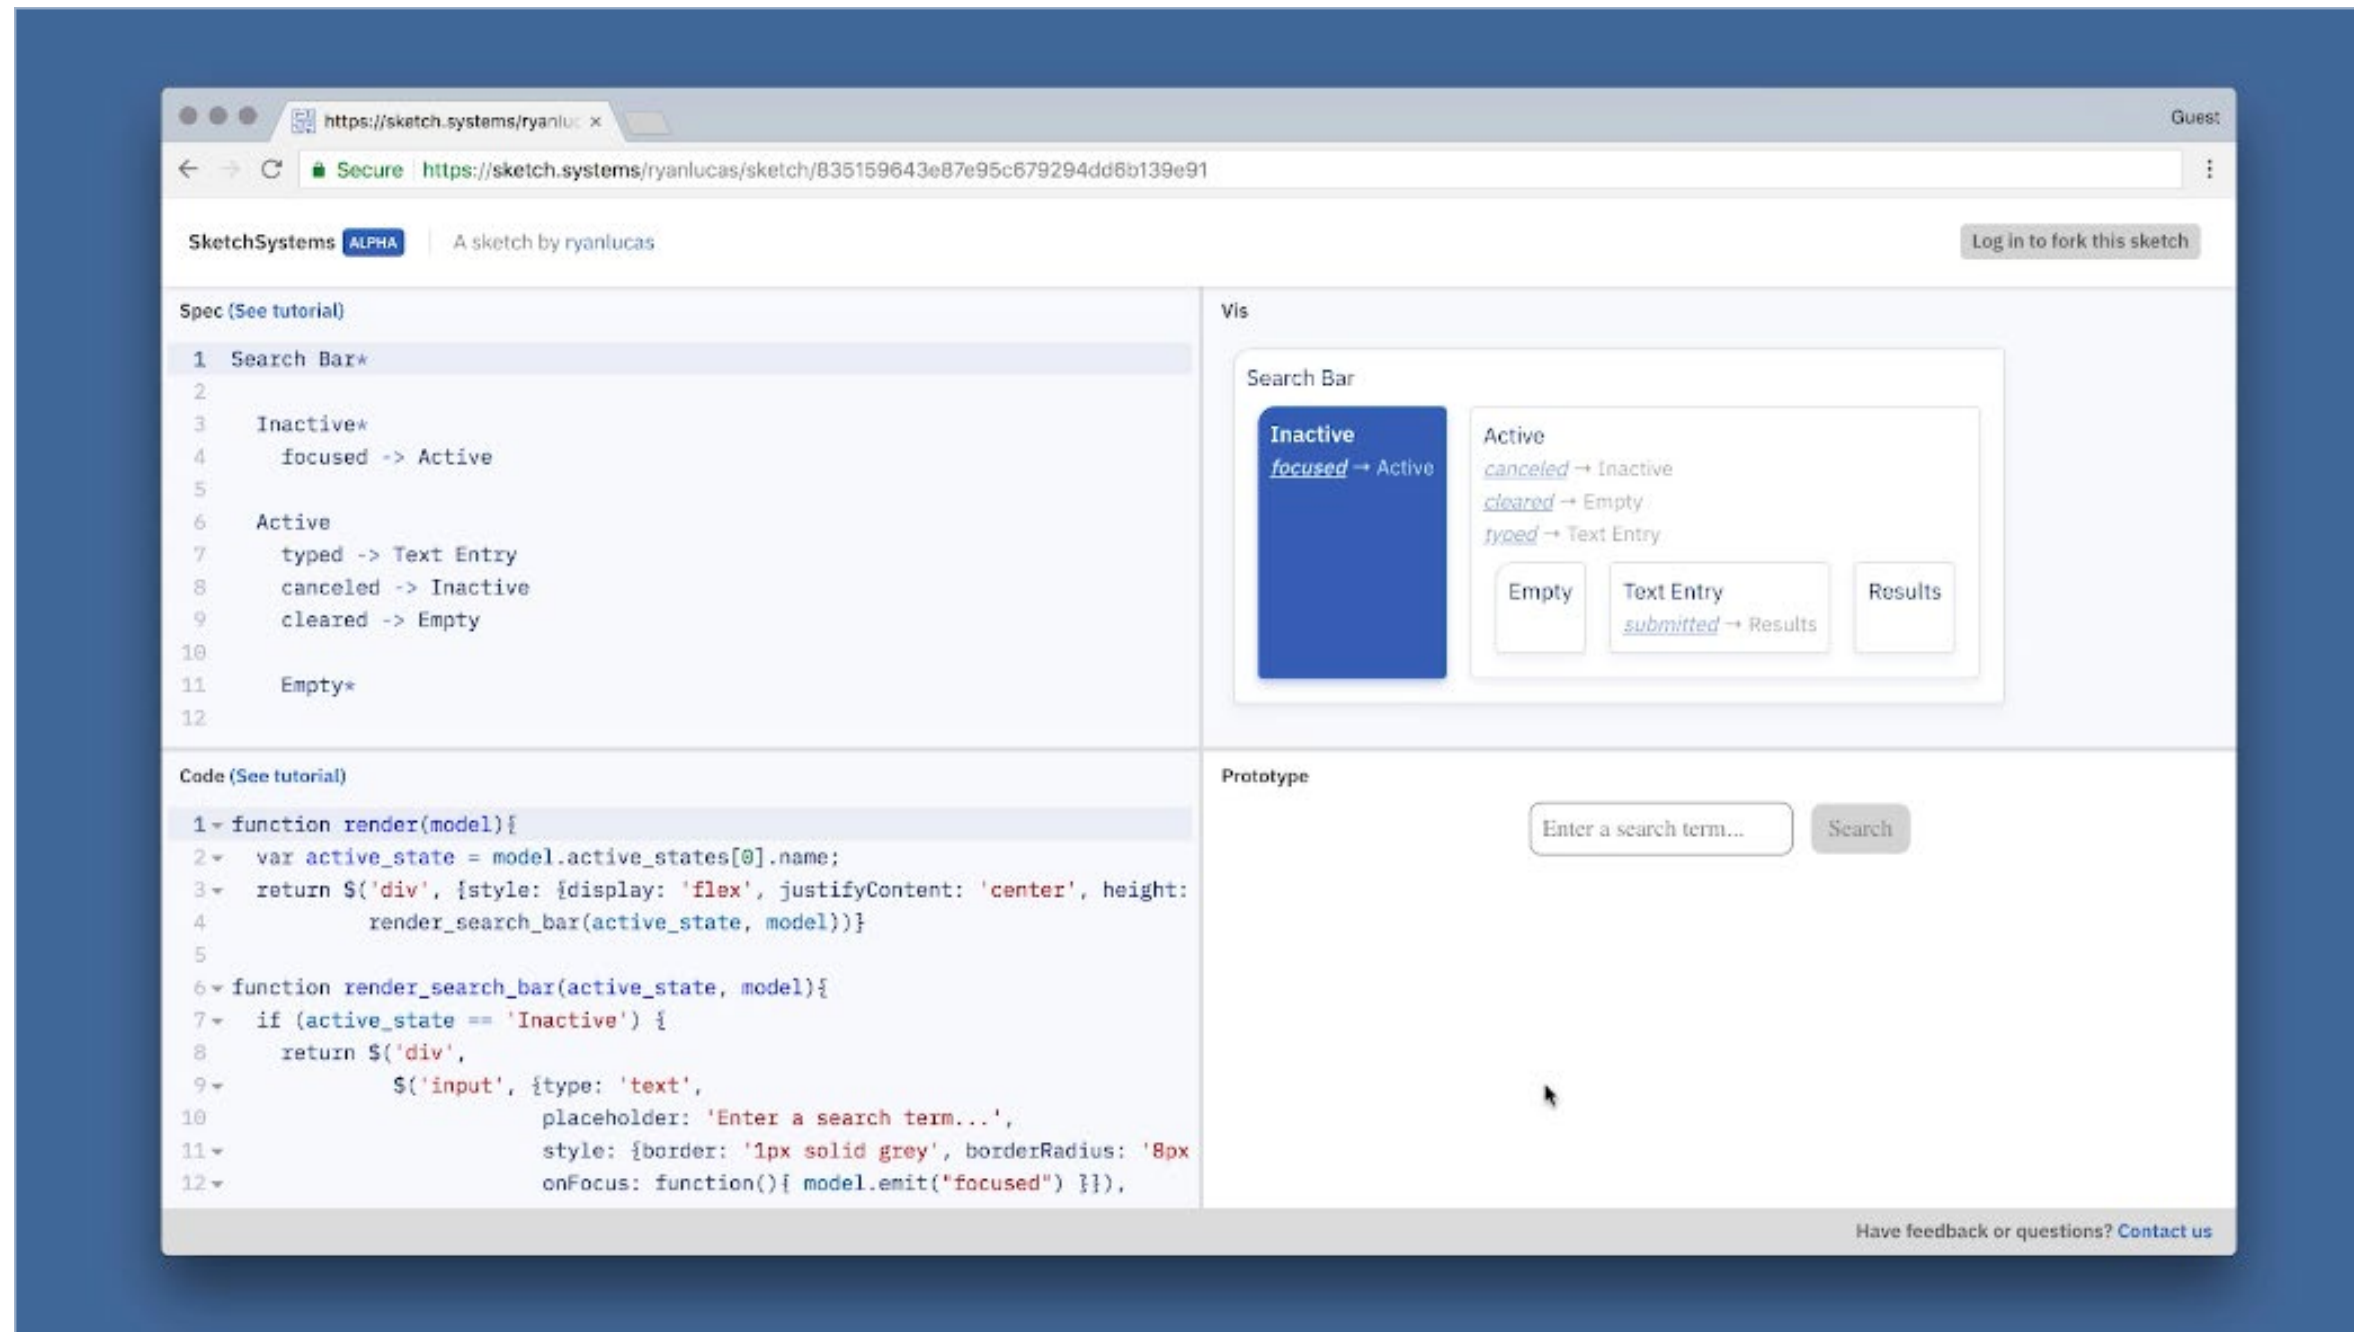 https://sketch.systems/ryanluc ×
Guest
Secure https://sketch.systems/ryanlucas/sketch/835159643e87e95c679294dd6b139e91
SketchSystems ALPHA A sketch by ryanlucas
Log in to fork this sketch
Spec (See tutorial)
1 Search Bar*
2
3 Inactive*
4 focused -> Active
5
6 Active
7 typed -> Text Entry
8 canceled -> Inactive
9 cleared -> Empty
10
11 Empty*
12
Vis
Search Bar
Inactive
focused → Active
Active
canceled → Inactive
cleared → Empty
typed → Text Entry
Empty
Text Entry
submitted → Results
Results
Code (See tutorial)
1 function render(model){
2 var active_state = model.active_states[0].name;
3 return $('div', {style: {display: 'flex', justifyContent: 'center', height:
4 render_search_bar(active_state, model))}
5
6 function render_search_bar(active_state, model){
7 if (active_state == 'Inactive') {
8 return $('div',
9 $('input', {type: 'text',
10 placeholder: 'Enter a search term...',
11 style: {border: '1px solid grey', borderRadius: '8px
12 onFocus: function(){ model.emit("focused") }}),
Prototype
Enter a search term...
Search
Have feedback or questions? Contact us